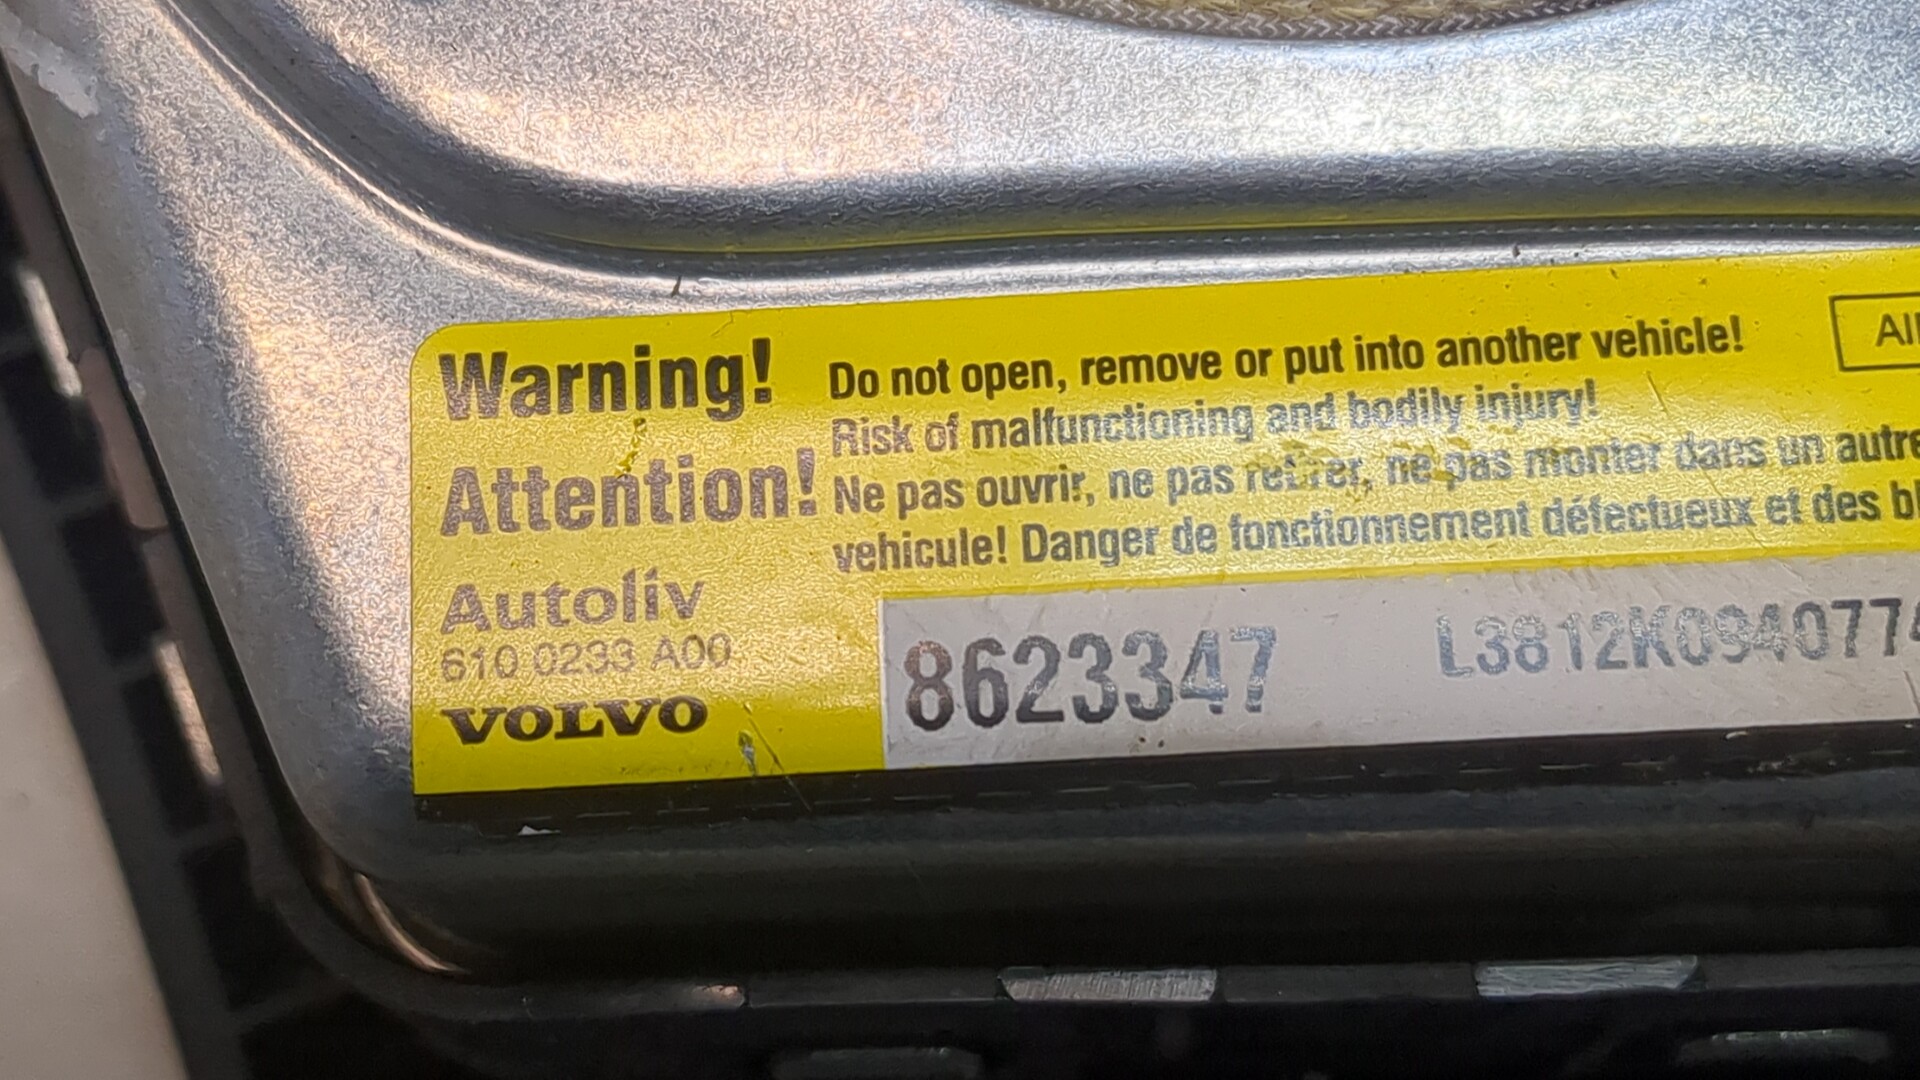 Warning! Do not open, remove or put into another vehicle!
Risk of malfunctioning and bodily injury!
Attention! Ne pas ouvrir, ne pas retirer, ne pas monter dans un autre
vehicule! Danger de fonctionnement défectueux et des
Autoliv
610 0233 A00
VOLVO
8623347